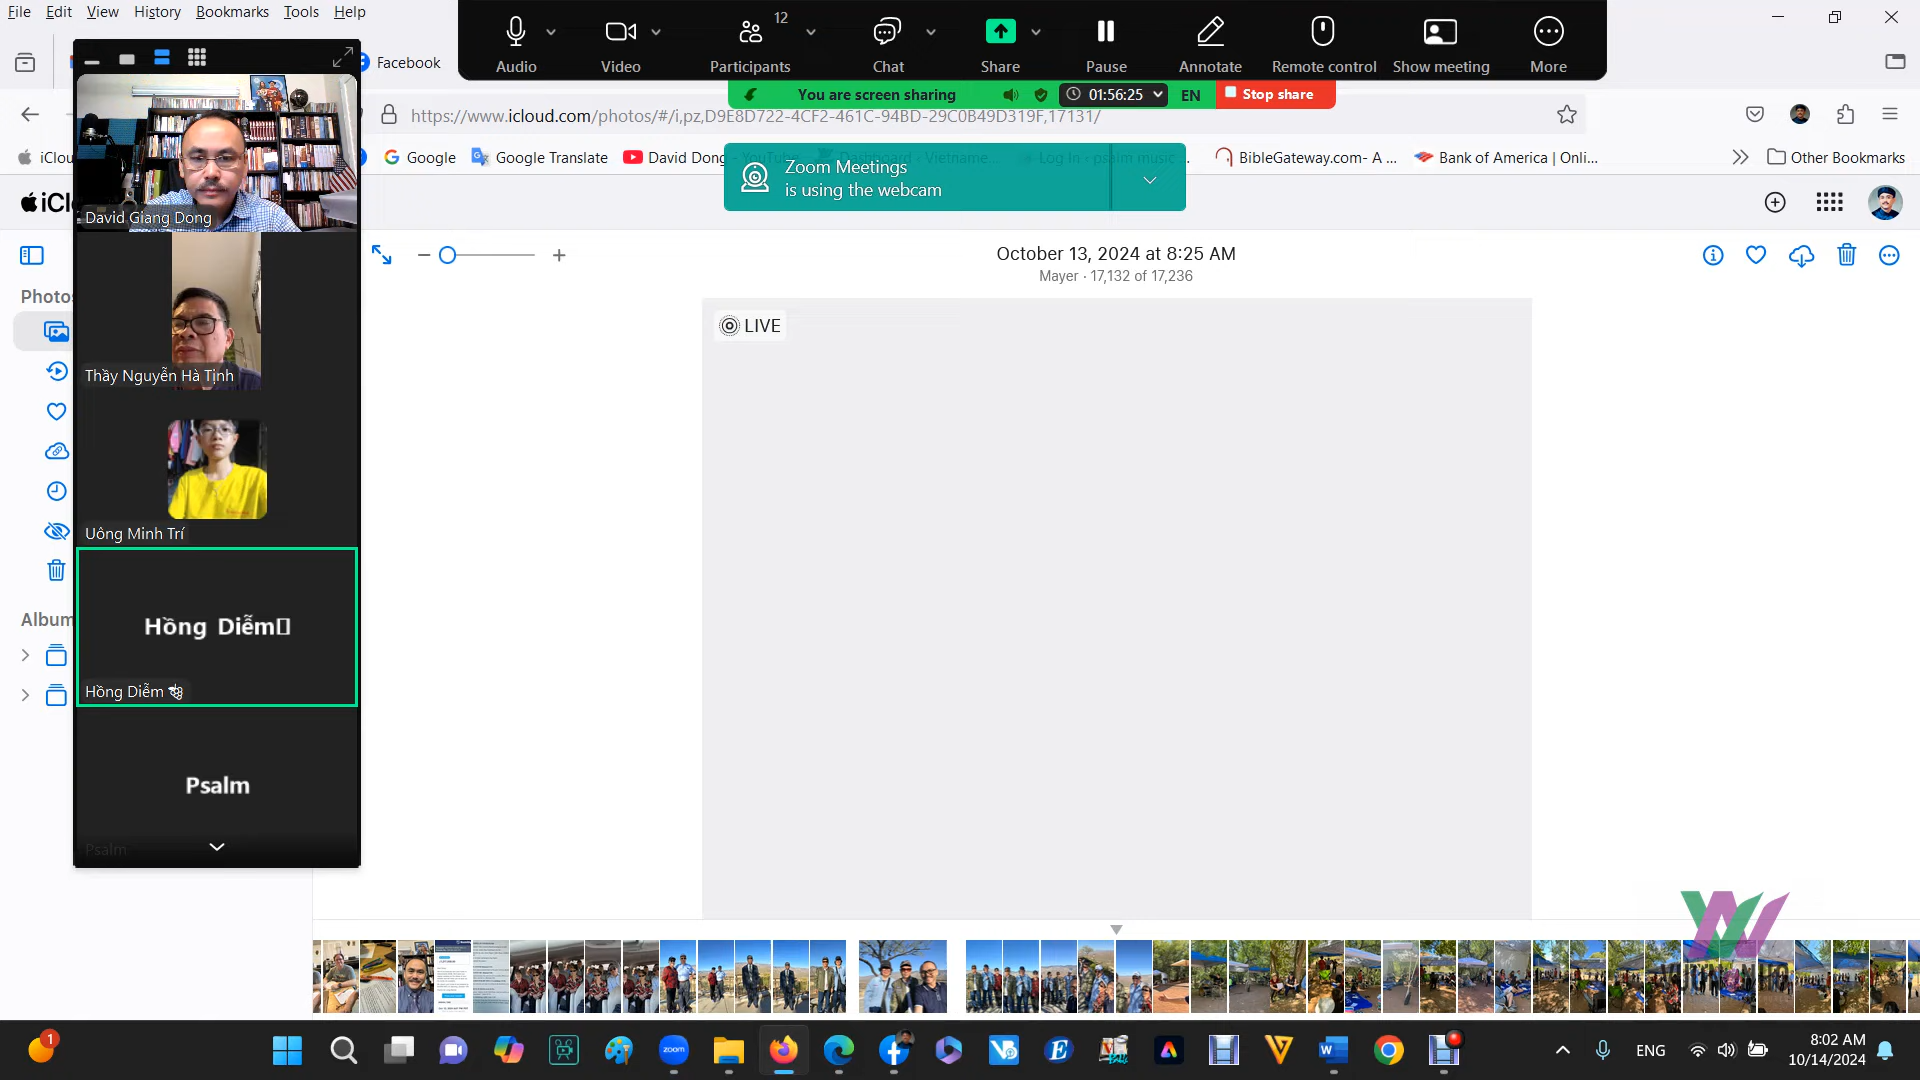 File Edit View History Bookmarks Tools Help
12
Audio Video Participants Chat Share Pause Annotate Remote control Show meeting More
Facebook
You are screen sharing 01:56:25 EN Stop share
https://www.icloud.com/photos/#/i,pz,D9E8D722-4CF2-461C-94BD-29C0B49D319F,17131/
iClou Google Google Translate David Dong BibleGateway.com- A ... Bank of America | Onli... Other Bookmarks
Zoom Meetings
is using the webcam
iClo
David Giang Dong
October 13, 2024 at 8:25 AM
Mayer · 17,132 of 17,236
Photos
LIVE
Thầy Nguyễn Hà Tịnh
Uông Minh Trí
Album
Hồng Diễm
Hồng Diễm
Psalm
Psalm
1
zoom
ENG
8:02 AM
10/14/2024